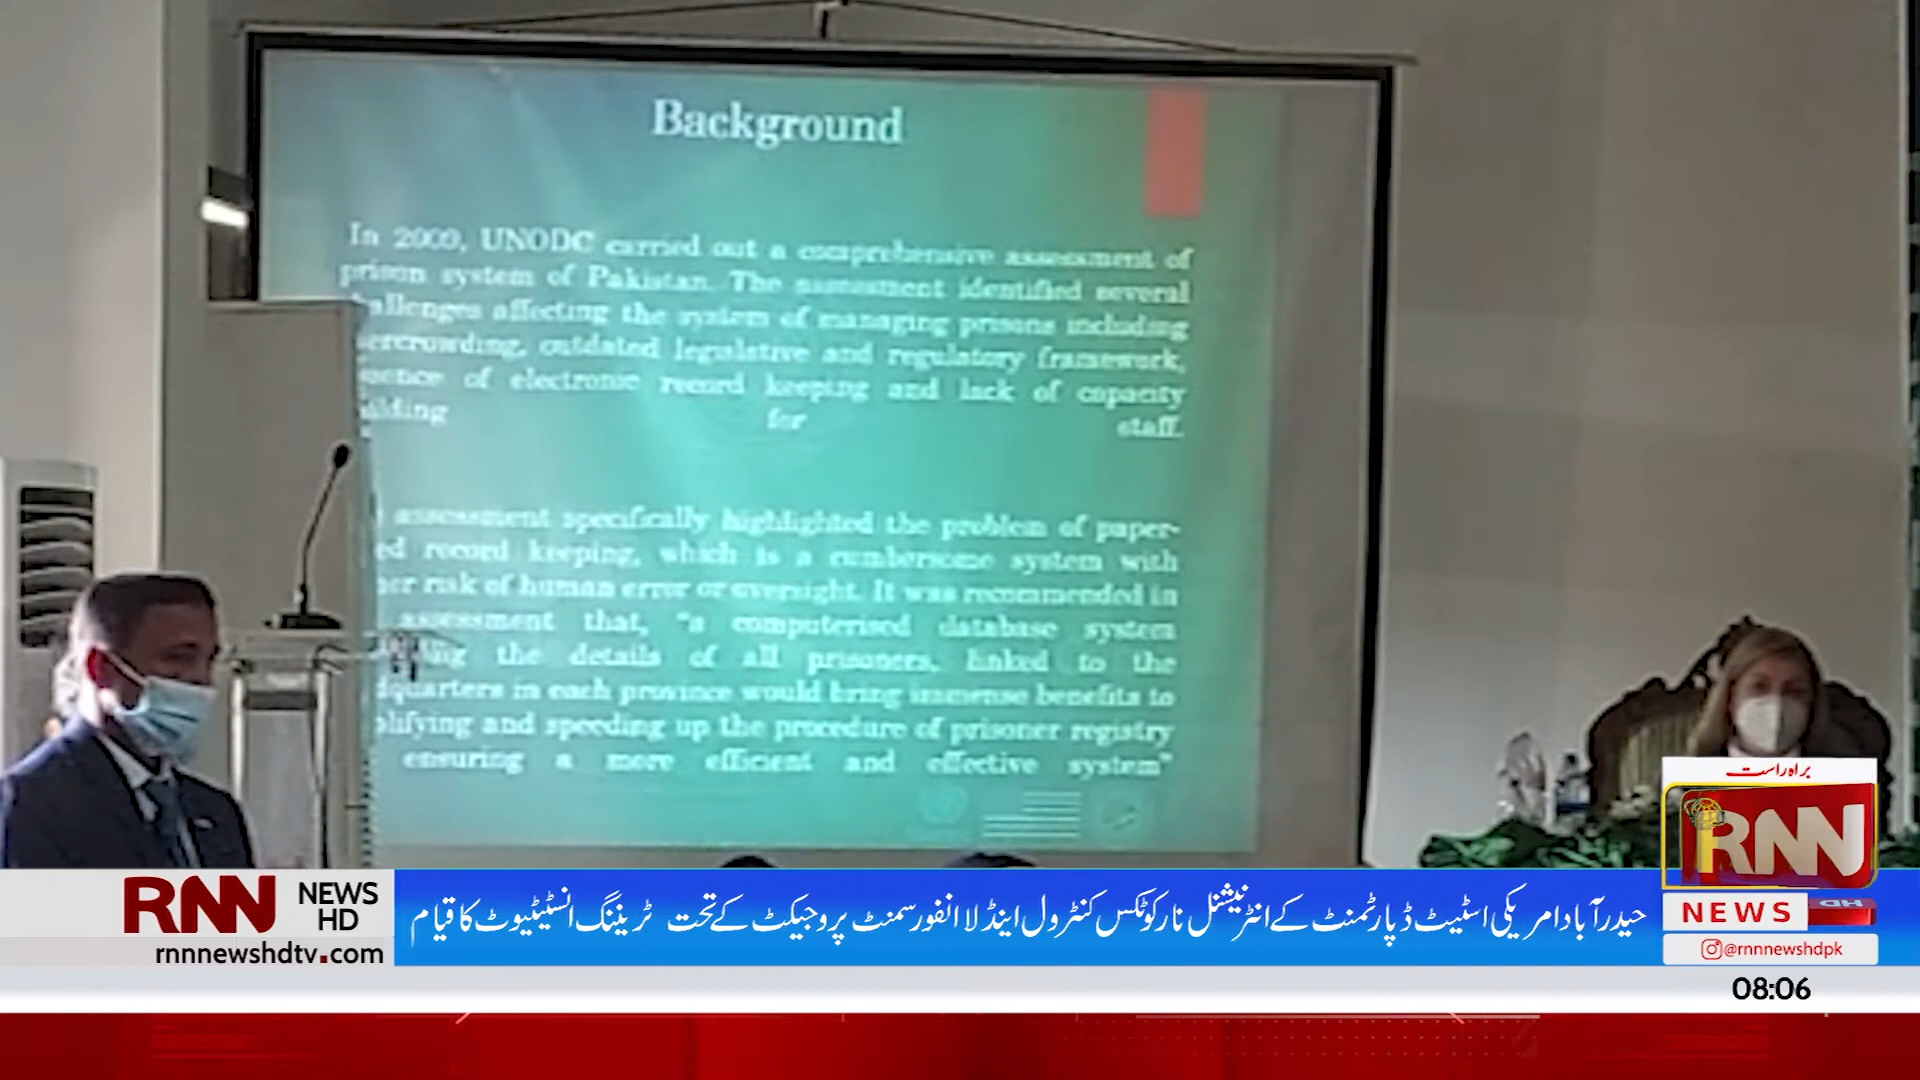 Background
In 2009, UNODC carried out a comprehensive assessment of
prison system of Pakistan. The assessment identified several
allenges affecting the system of managing prisons including
ercrowding, outdated legislative and regulatory framework,
sence of electronic record keeping and lack of capacity
ilding for staff.
assessment specifically highlighted the problem of paper-
ed record keeping, which is a cumbersome system with
her risk of human error or oversight. It was recommended in
assessment that, "a computerised database system
the details of all prisoners, linked to the
dquarters in each province would bring immense benefits to
plifying and speeding up the procedure of prisoner registry
ensuring a more efficient and effective system"
براہ راست
RNN
NEWS HD
@rnnnewshdpk
RNN NEWS HD
rnnnewshdtv.com
حیدرآباد امریکی اسٹیٹ ڈپارٹمنٹ کے انٹرنیشنل نارکوٹکس کنٹرول اینڈ لا انفورسمنٹ پروجیکٹ کے تحت ٹریننگ انسٹیٹیوٹ کا قیام
08:06